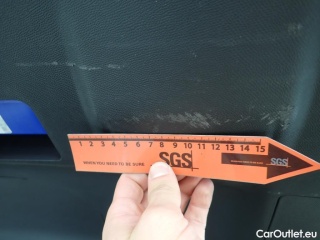 1 2 3 4 5 6 7 8 9 10 11 12 13 14 15
WHEN YOU NEED TO BE SURE
SGS
SGS
CarOutlet.eu